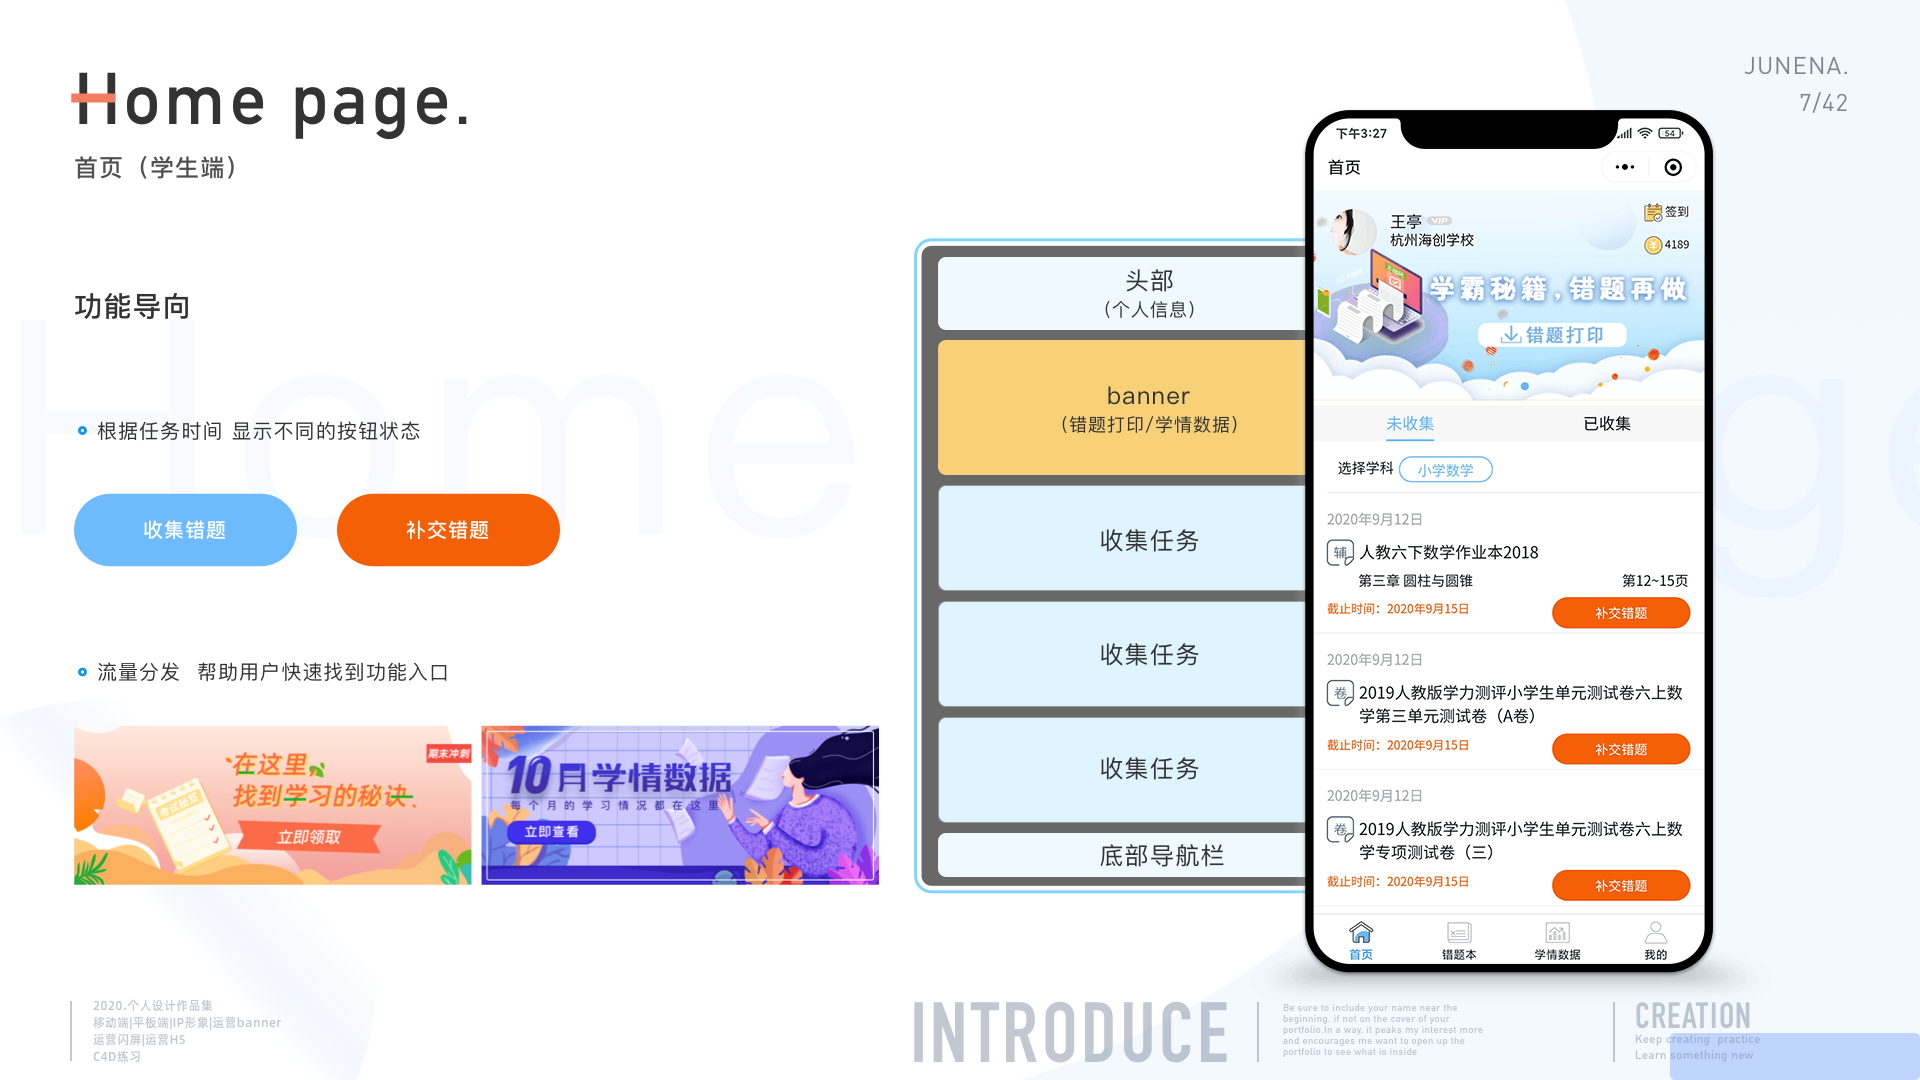 Home page.
首页（学生端）
JUNENA.
7/42
功能导向
根据任务时间 显示不同的按钮状态
收集错题
补交错题
流量分发 帮助用户快速找到功能入口
在这里
找到学习的秘诀
期末冲刺
立即领取
10月学情数据
每个月的学习情况都在这里
立即查看
头部
（个人信息）
banner
（错题打印/学情数据）
收集任务
收集任务
收集任务
底部导航栏
下午3:27
54
首页
王亭 VIP
杭州海创学校
签到
4189
学霸秘籍,错题再做
错题打印
未收集
已收集
选择学科 小学数学
2020年9月12日
辅 人教六下数学作业本2018
第三章 圆柱与圆锥 第12~15页
截止时间：2020年9月15日
补交错题
2020年9月12日
卷 2019人教版学力测评小学生单元测试卷六上数
学第三单元测试卷（A卷）
截止时间：2020年9月15日
补交错题
2020年9月12日
卷 2019人教版学力测评小学生单元测试卷六上数
学专项测试卷（三）
截止时间：2020年9月15日
补交错题
首页
错题本
学情数据
我的
Home
ge
2020.个人设计作品集
移动端|平板端|IP形象|运营banner
运营闪屏|运营H5
C4D练习
INTRODUCE
Be sure to include your name near the
beginning, if not on the cover of your
portfolio.In a way, it peaks my interest more
and encourages me want to open up the
portfolio to see what is inside
CREATION
Keep creating practice
Learn something new